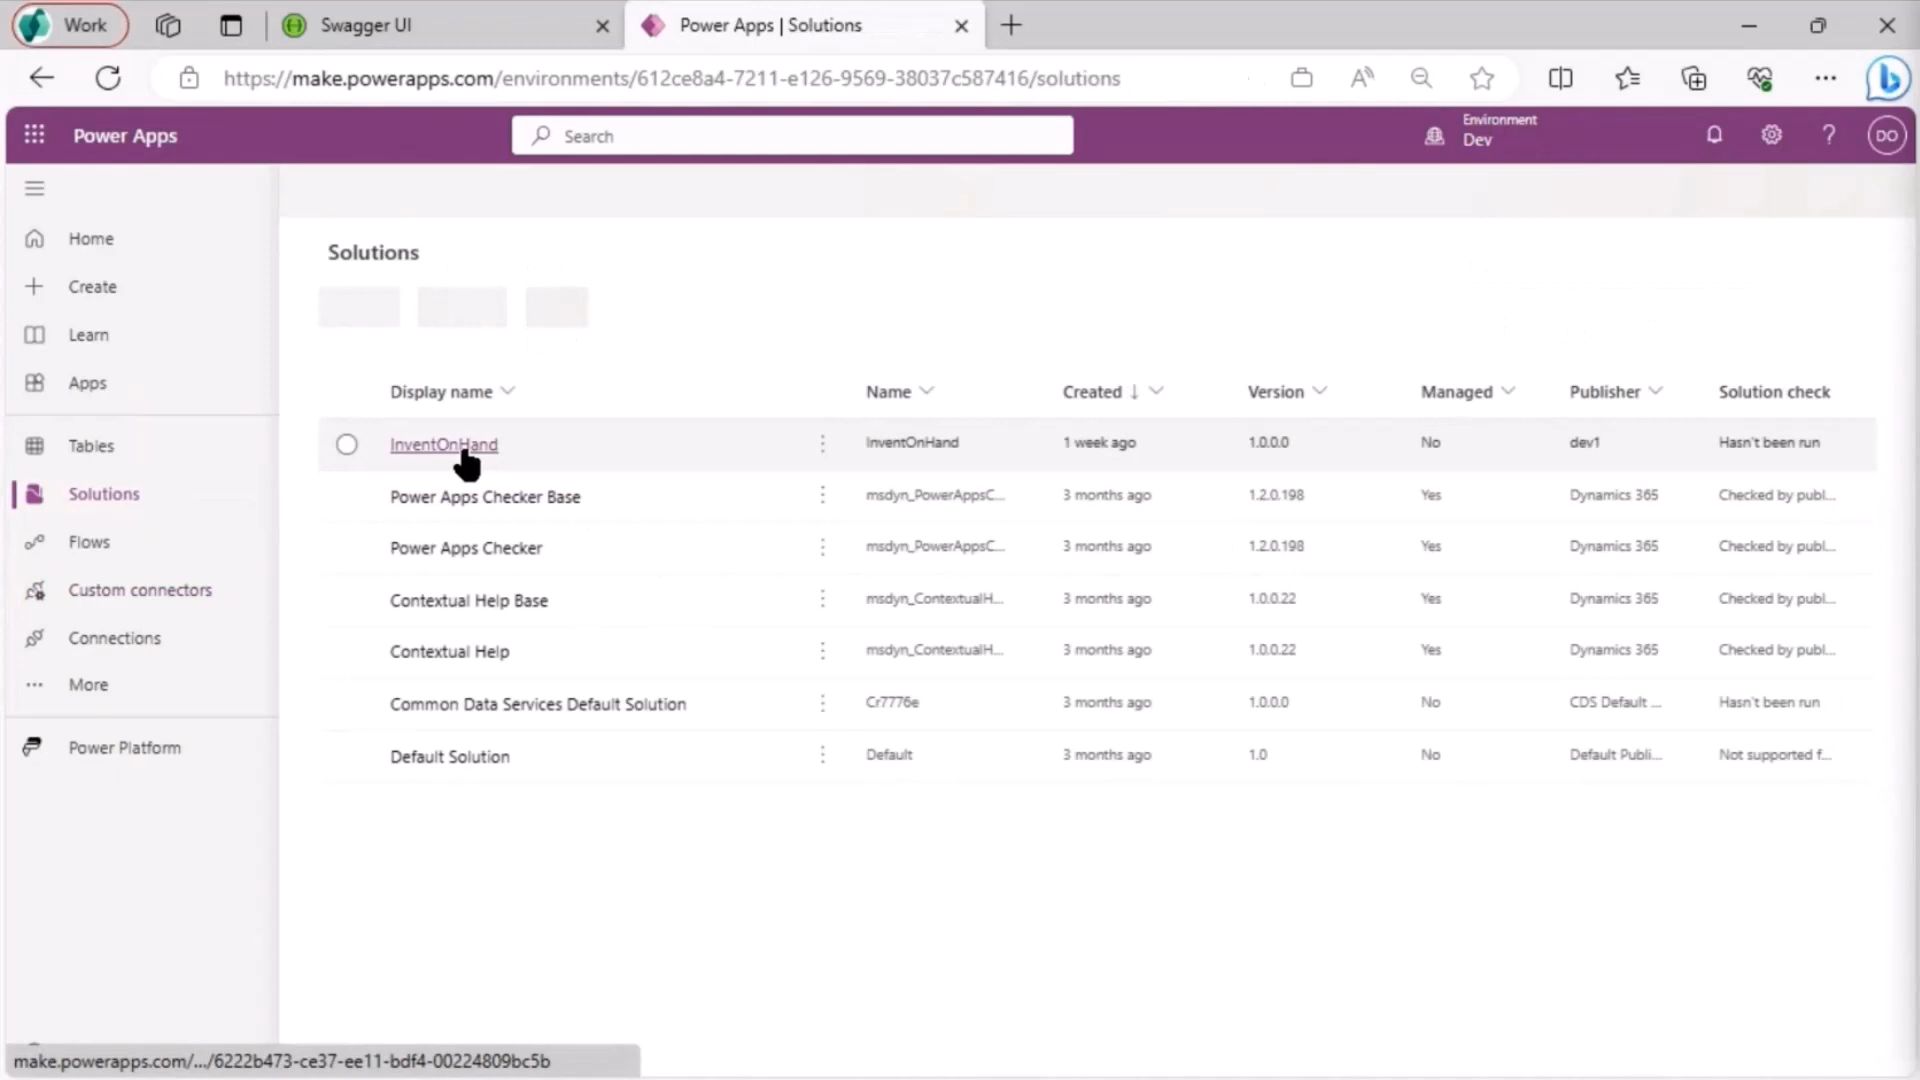 Work
Swagger UI
Power Apps | Solutions
https://make.powerapps.com/environments/612ce8a4-7211-e126-9569-38037c587416/solutions
Power Apps
Search
Environment
Dev
DO
Home
Create
Learn
Apps
Tables
Solutions
Flows
Custom connectors
Connections
More
Power Platform
Solutions
Display name Name Created Version Managed Publisher Solution check
InventOnHand InventOnHand 1 week ago 1.0.0.0 No dev1 Hasn't been run
Power Apps Checker Base msdyn_PowerAppsC... 3 months ago 1.2.0.198 Yes Dynamics 365 Checked by publ...
Power Apps Checker msdyn_PowerAppsC... 3 months ago 1.2.0.198 Yes Dynamics 365 Checked by publ...
Contextual Help Base msdyn_ContextualH... 3 months ago 1.0.0.22 Yes Dynamics 365 Checked by publ...
Contextual Help msdyn_ContextualH... 3 months ago 1.0.0.22 Yes Dynamics 365 Checked by publ...
Common Data Services Default Solution Cr7776e 3 months ago 1.0.0.0 No CDS Default ... Hasn't been run
Default Solution Default 3 months ago 1.0 No Default Publi... Not supported f...
make.powerapps.com/.../6222b473-ce37-ee11-bdf4-00224809bc5b